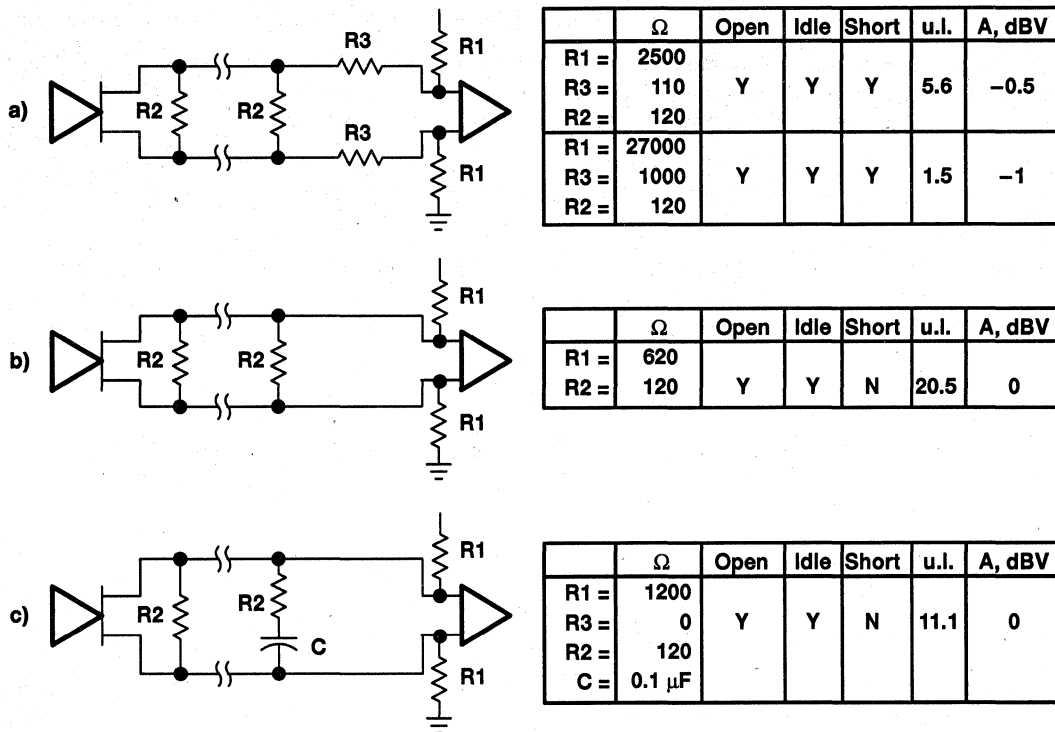 a)
R2
R2
R3
R3
R1
R1
Ω Open Idle Short u.l. A, dBV
R1 = 2500
R3 = 110 Y Y Y 5.6 −0.5
R2 = 120
R1 = 27000
R3 = 1000 Y Y Y 1.5 −1
R2 = 120
b)
R2
R2
R1
R1
Ω Open Idle Short u.l. A, dBV
R1 = 620
R2 = 120 Y Y N 20.5 0
c)
R2
R2
C
R1
R1
Ω Open Idle Short u.l. A, dBV
R1 = 1200
R3 = 0 Y Y N 11.1 0
R2 = 120
C = 0.1 μF